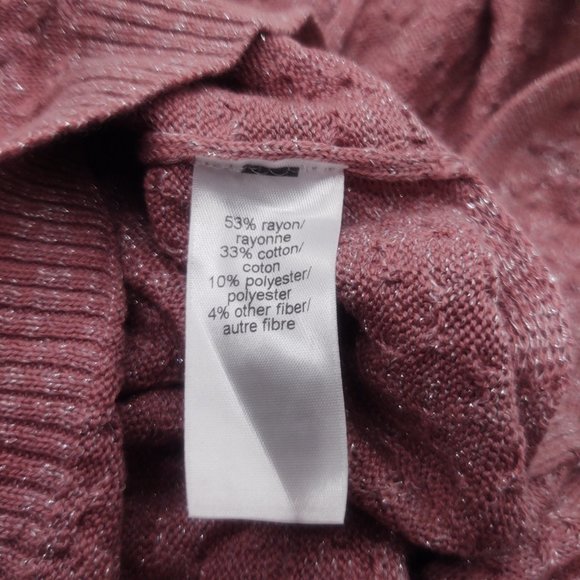 53% rayon/
rayonne
33% cotton/
coton
10% polyester/
polyester
4% other fiber/
autre fibre